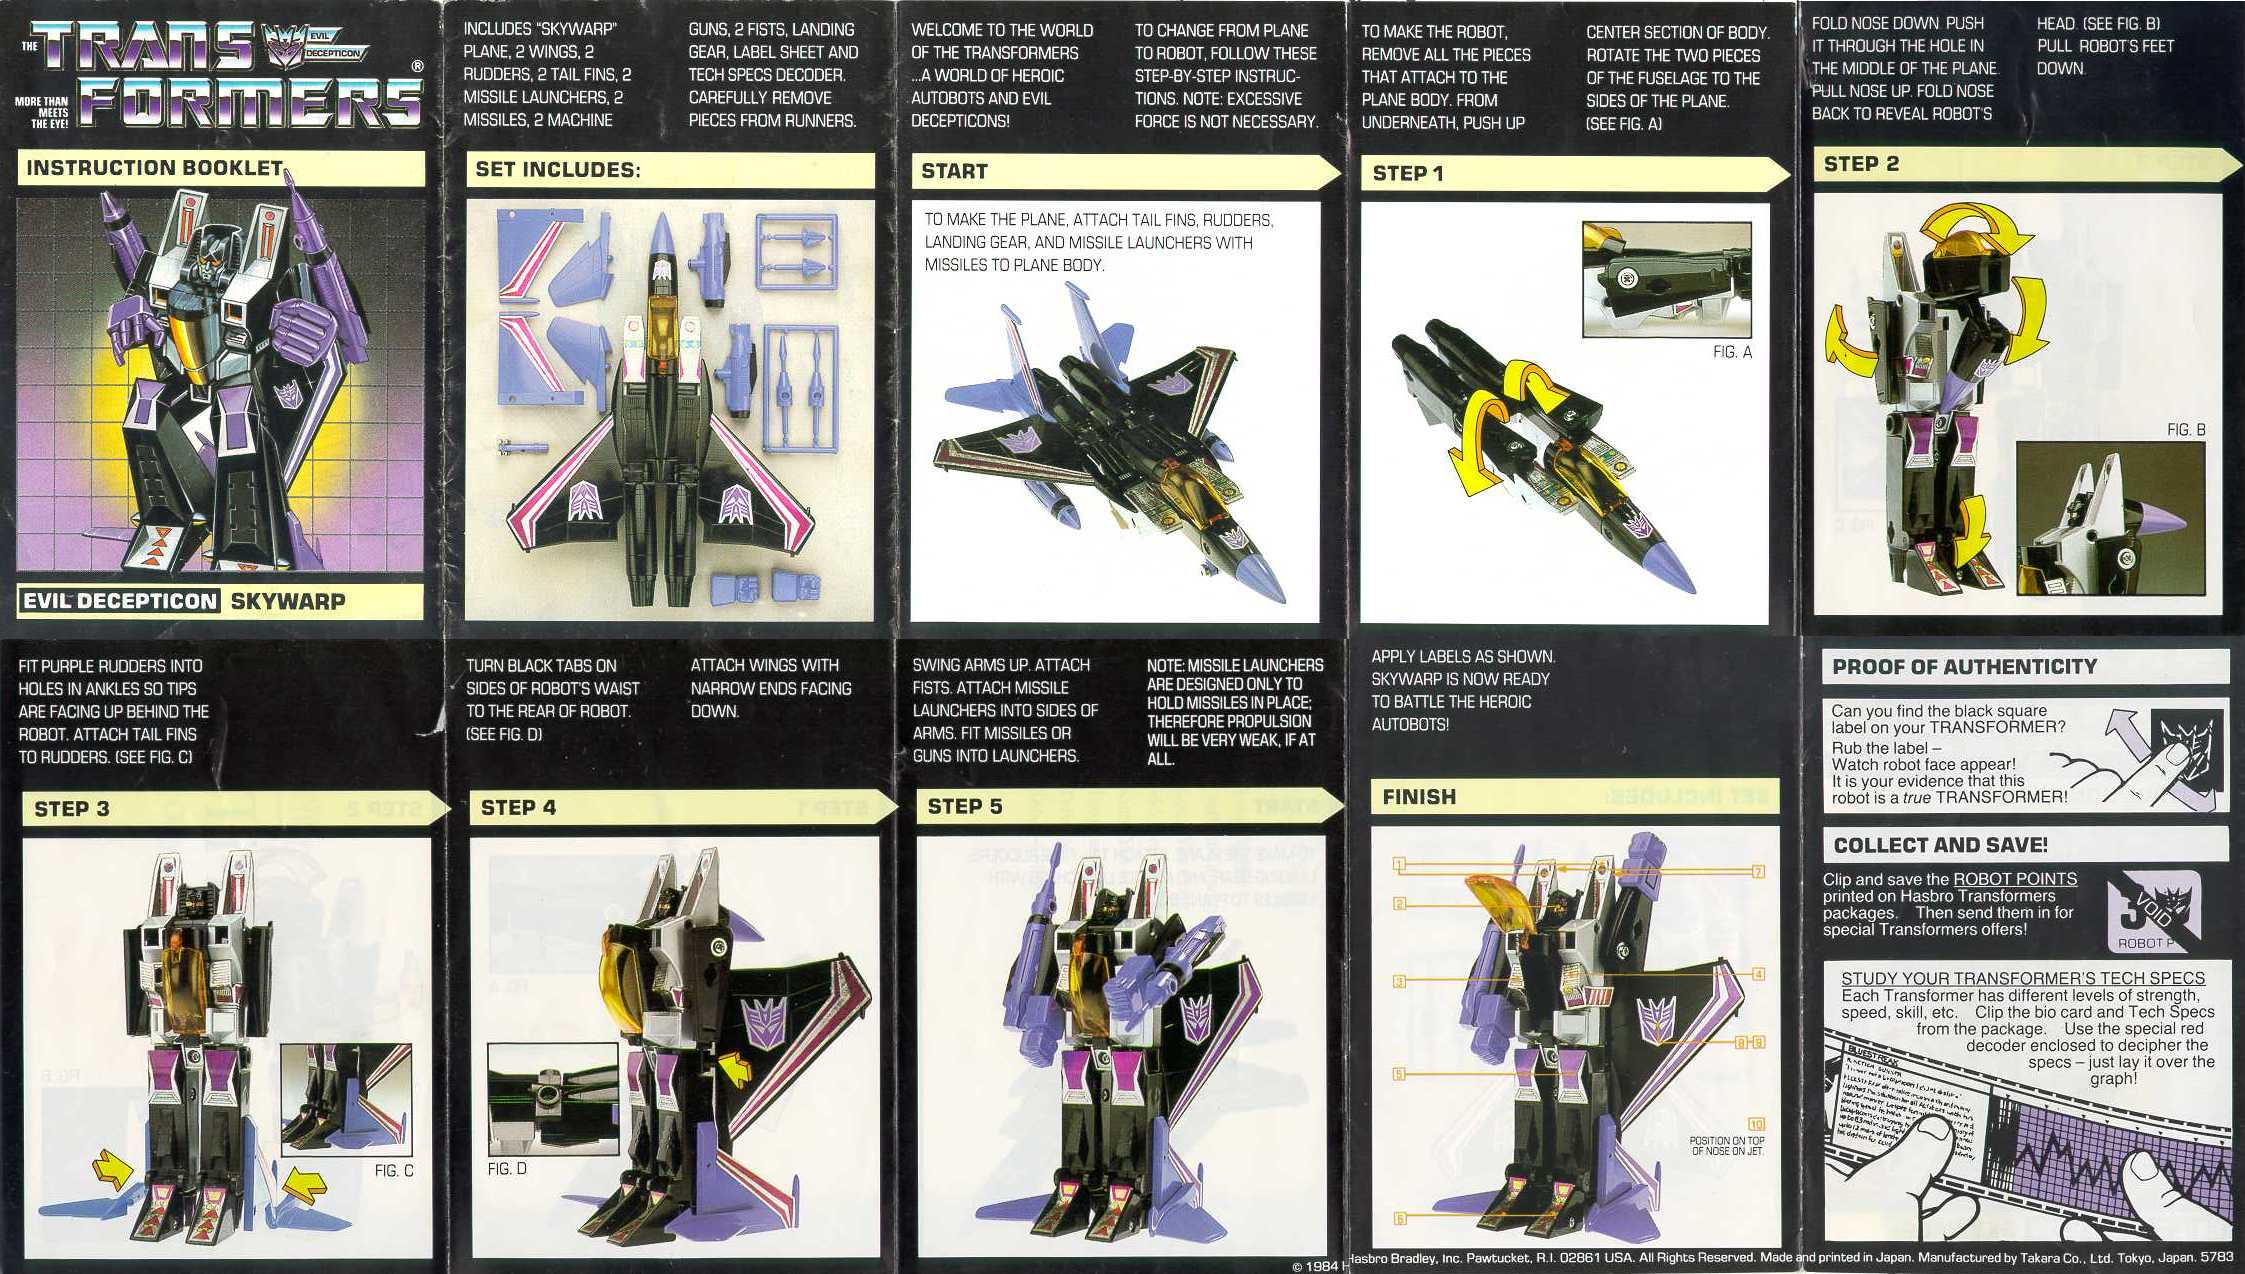 THE TRANS
EVIL
DECEPTICON
MORE THAN
MEETS
THE EYE!
FORMERS®
INSTRUCTION BOOKLET
EVIL DECEPTICON SKYWARP
INCLUDES “SKYWARP”
PLANE, 2 WINGS, 2
RUDDERS, 2 TAIL FINS, 2
MISSILE LAUNCHERS, 2
MISSILES, 2 MACHINE
GUNS, 2 FISTS, LANDING
GEAR, LABEL SHEET AND
TECH SPECS DECODER.
CAREFULLY REMOVE
PIECES FROM RUNNERS.
SET INCLUDES:
WELCOME TO THE WORLD
OF THE TRANSFORMERS
...A WORLD OF HEROIC
AUTOBOTS AND EVIL
DECEPTICONS!
TO CHANGE FROM PLANE
TO ROBOT, FOLLOW THESE
STEP-BY-STEP INSTRUC-
TIONS. NOTE: EXCESSIVE
FORCE IS NOT NECESSARY.
START
TO MAKE THE PLANE, ATTACH TAIL FINS, RUDDERS,
LANDING GEAR, AND MISSILE LAUNCHERS WITH
MISSILES TO PLANE BODY.
TO MAKE THE ROBOT,
REMOVE ALL THE PIECES
THAT ATTACH TO THE
PLANE BODY. FROM
UNDERNEATH, PUSH UP
CENTER SECTION OF BODY.
ROTATE THE TWO PIECES
OF THE FUSELAGE TO THE
SIDES OF THE PLANE.
(SEE FIG. A)
STEP 1
FIG. A
FOLD NOSE DOWN. PUSH
IT THROUGH THE HOLE IN
THE MIDDLE OF THE PLANE.
PULL NOSE UP. FOLD NOSE
BACK TO REVEAL ROBOT'S
HEAD. (SEE FIG. B)
PULL ROBOT'S FEET
DOWN.
STEP 2
FIG. B
FIT PURPLE RUDDERS INTO
HOLES IN ANKLES SO TIPS
ARE FACING UP BEHIND THE
ROBOT. ATTACH TAIL FINS
TO RUDDERS. (SEE FIG. C)
STEP 3
FIG. C
TURN BLACK TABS ON
SIDES OF ROBOT'S WAIST
TO THE REAR OF ROBOT.
(SEE FIG. D)
ATTACH WINGS WITH
NARROW ENDS FACING
DOWN.
STEP 4
FIG. D
SWING ARMS UP. ATTACH
FISTS. ATTACH MISSILE
LAUNCHERS INTO SIDES OF
ARMS. FIT MISSILES OR
GUNS INTO LAUNCHERS.
NOTE: MISSILE LAUNCHERS
ARE DESIGNED ONLY TO
HOLD MISSILES IN PLACE;
THEREFORE PROPULSION
WILL BE VERY WEAK, IF AT
ALL.
STEP 5
APPLY LABELS AS SHOWN.
SKYWARP IS NOW READY
TO BATTLE THE HEROIC
AUTOBOTS!
FINISH
1
7
2
3
4
8-9
5
10
POSITION ON TOP
OF NOSE ON JET.
6
PROOF OF AUTHENTICITY
Can you find the black square
label on your TRANSFORMER?
Rub the label –
Watch robot face appear!
It is your evidence that this
robot is a true TRANSFORMER!
COLLECT AND SAVE!
Clip and save the ROBOT POINTS
printed on Hasbro Transformers
packages. Then send them in for
special Transformers offers!
3
VOID
ROBOT P
STUDY YOUR TRANSFORMER'S TECH SPECS
Each Transformer has different levels of strength,
speed, skill, etc. Clip the bio card and Tech Specs
from the package. Use the special red
decoder enclosed to decipher the
specs – just lay it over the
graph!
BLUESTREAK
© 1984 Hasbro Bradley, Inc. Pawtucket, R.I. 02861 USA. All Rights Reserved. Made and printed in Japan. Manufactured by Takara Co., Ltd. Tokyo, Japan. 5783